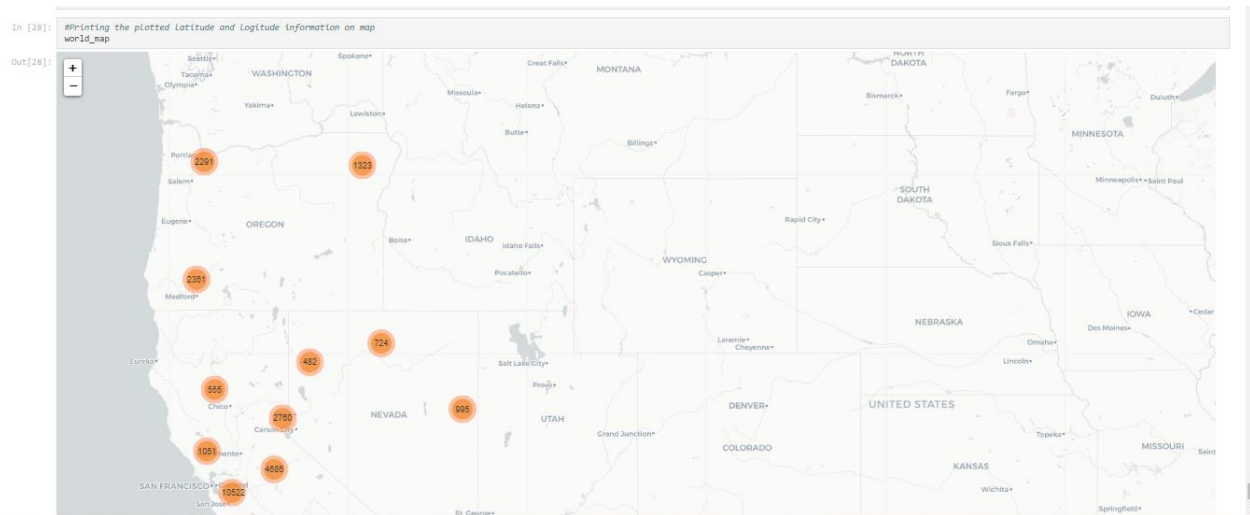 In [28]: #Printing the plotted Latitude and Logitude information on map
world_map
Out[28]:
+
−
Seattle
Spokane
Great Falls
NORTH DAKOTA
Tacoma
WASHINGTON
MONTANA
Olympia
Missoula
Bismarck
Fargo
Duluth
Yakima
Helena
Lewiston
Butte
MINNESOTA
Billings
2291
1323
Salem
Minneapolis
Saint Paul
SOUTH DAKOTA
Eugene
OREGON
Rapid City
Boise
IDAHO
Idaho Falls
Sioux Falls
WYOMING
Pocatello
Casper
2361
Medford
IOWA
NEBRASKA
Des Moines
724
Laramie
Cheyenne
Omaha
Eureka
482
Salt Lake City
Lincoln
Provo
555
Chico
995
DENVER
UNITED STATES
2760
NEVADA
UTAH
Carson City
Grand Junction
Topeka
COLORADO
MISSOURI
1051
KANSAS
4686
SAN FRANCISCO
10522
Wichita
San Jose
St. George
Springfield